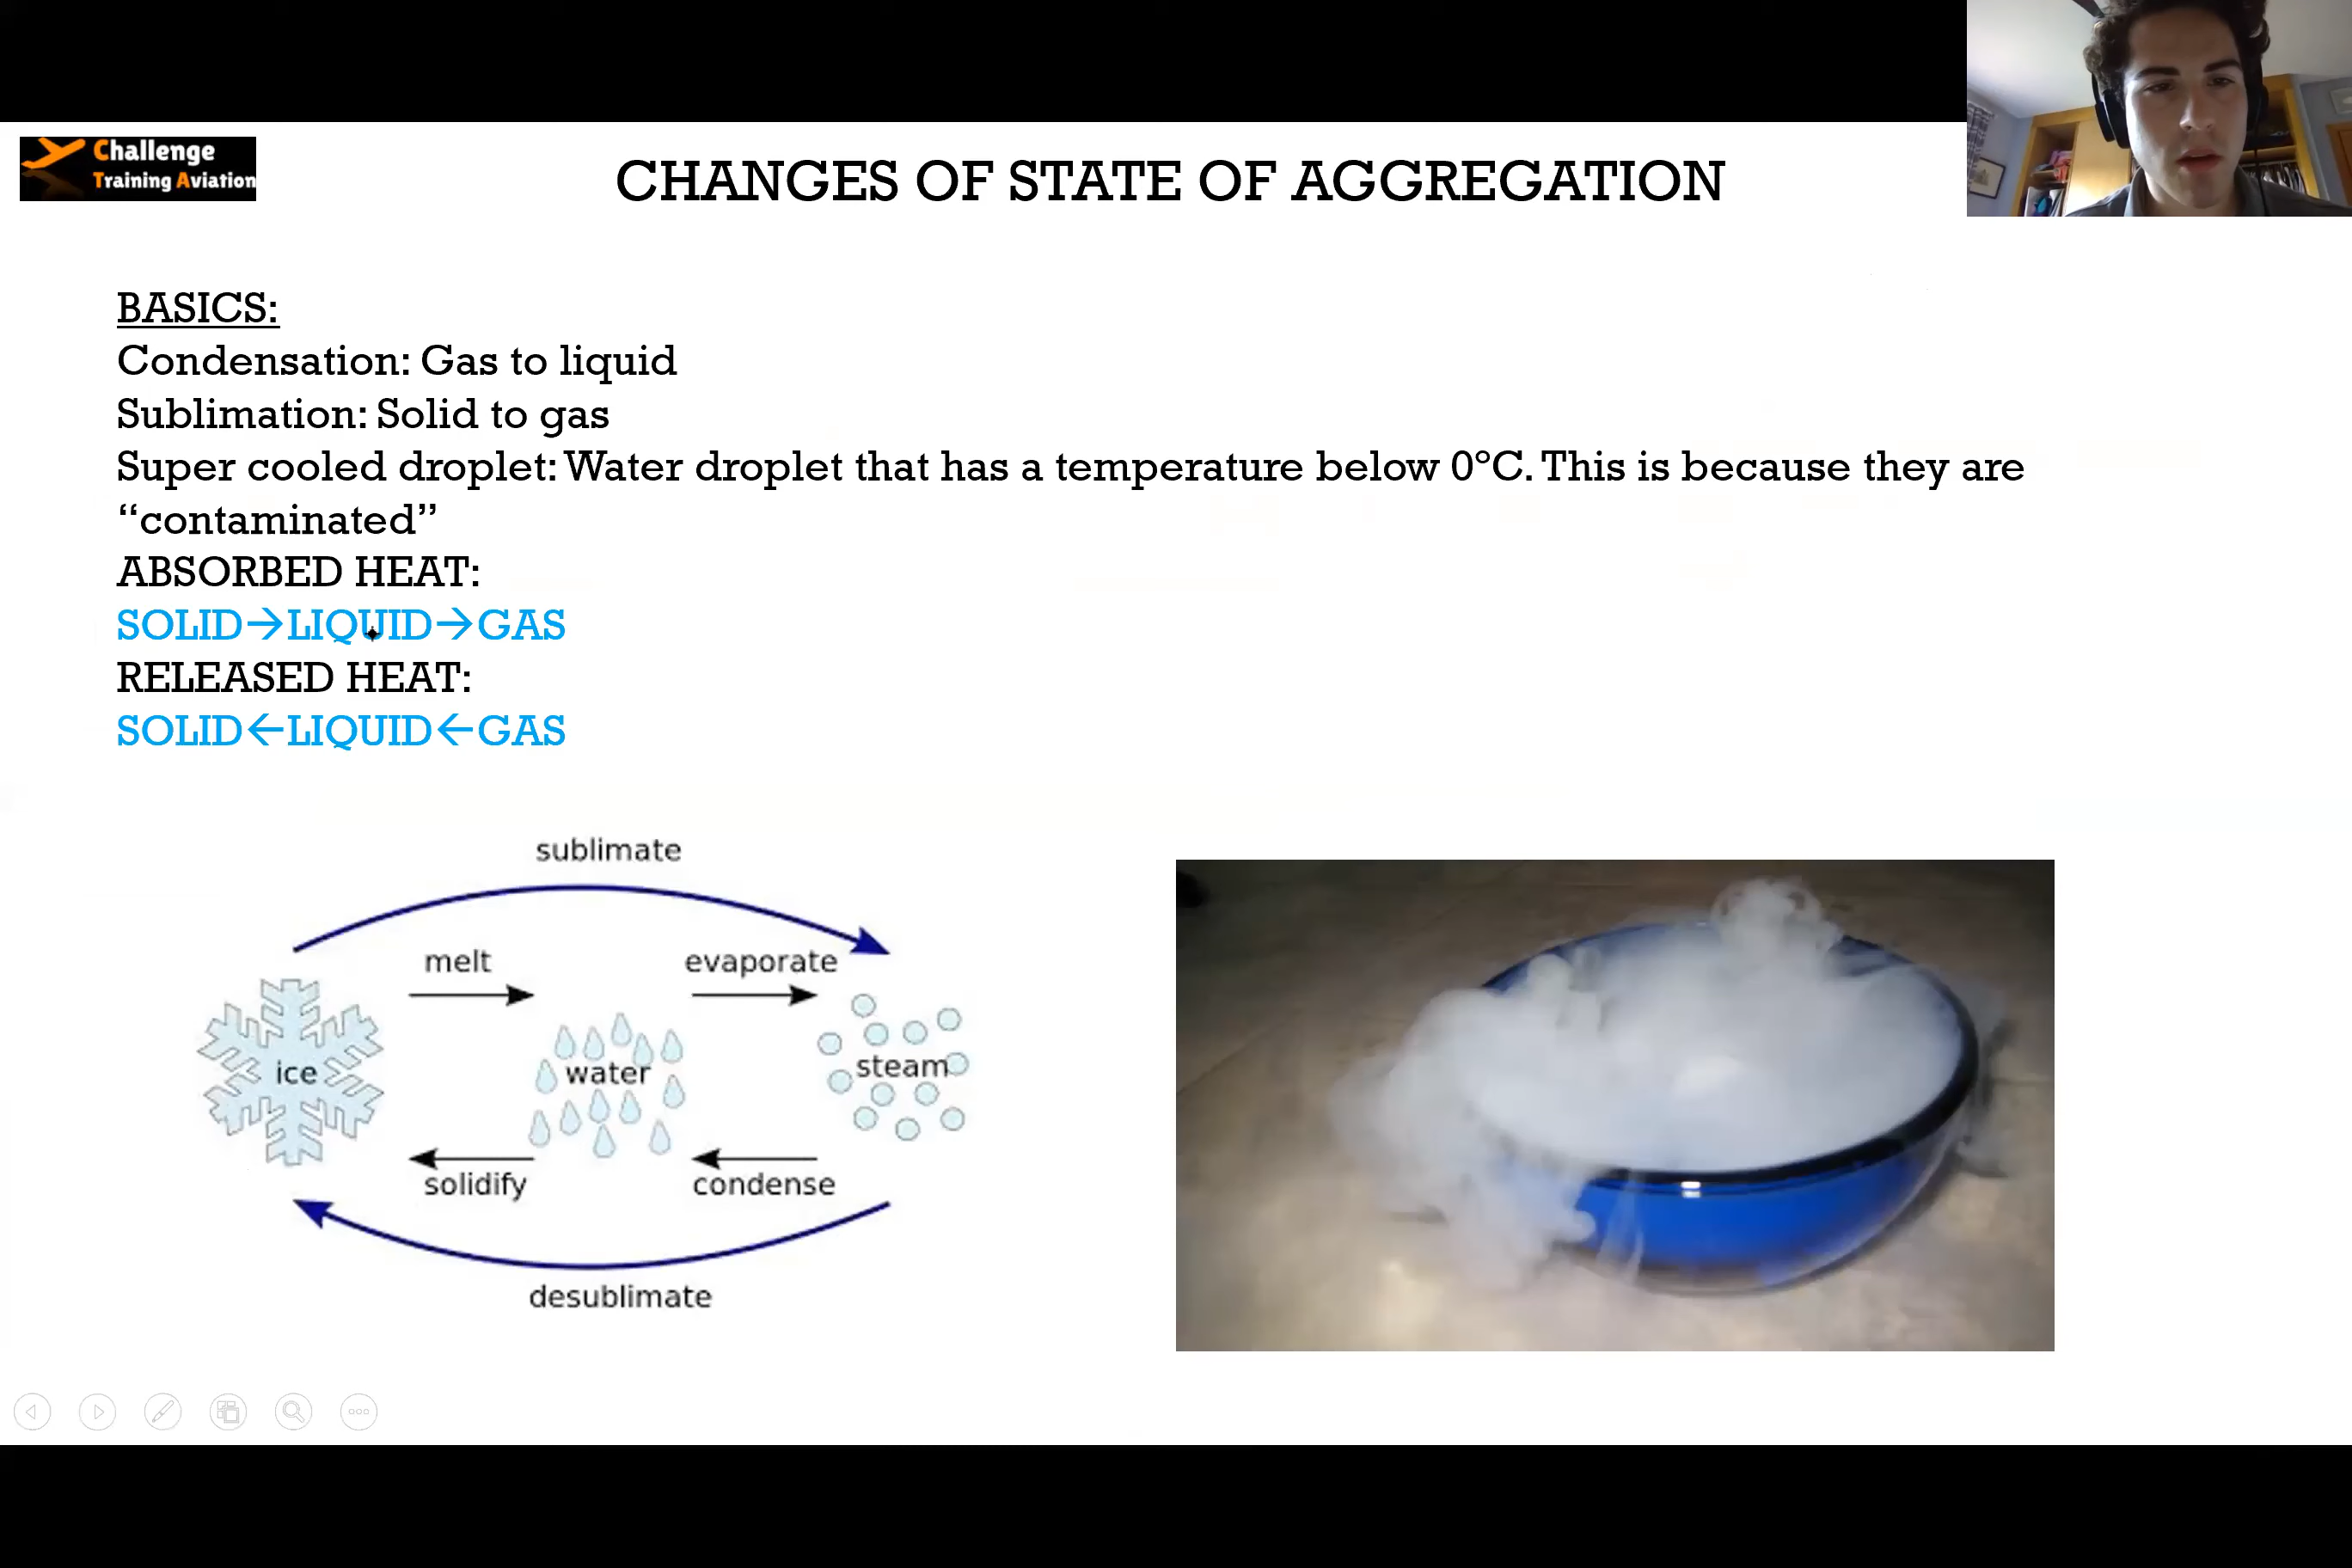 Challenge
Training Aviation
CHANGES OF STATE OF AGGREGATION
BASICS:
Condensation: Gas to liquid
Sublimation: Solid to gas
Super cooled droplet: Water droplet that has a temperature below 0ºC. This is because they are
“contaminated”
ABSORBED HEAT:
SOLID→LIQUID→GAS
RELEASED HEAT:
SOLID←LIQUID←GAS
sublimate
melt
evaporate
ice
water
steam
solidify
condense
desublimate